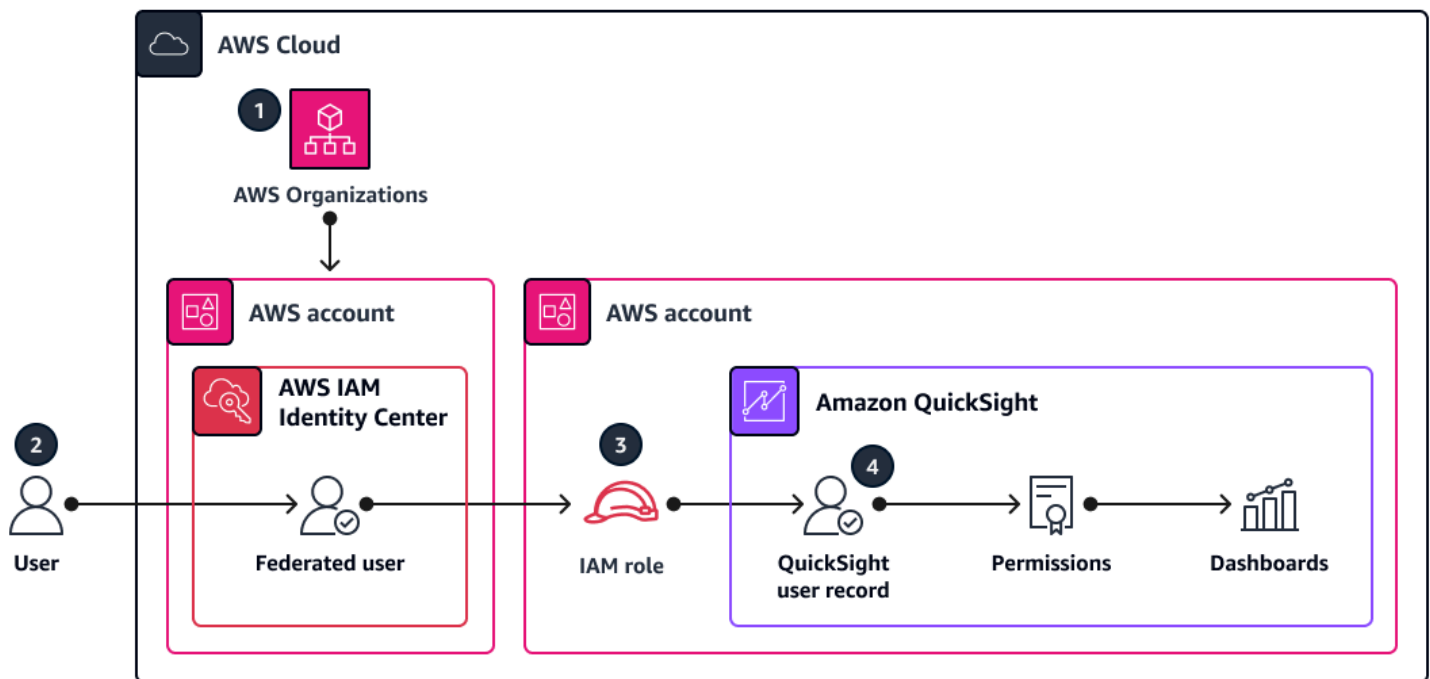 AWS Cloud
1
AWS Organizations
AWS account
AWS account
AWS IAM
Identity Center
Amazon QuickSight
2
3
4
User
Federated user
IAM role
QuickSight
user record
Permissions
Dashboards